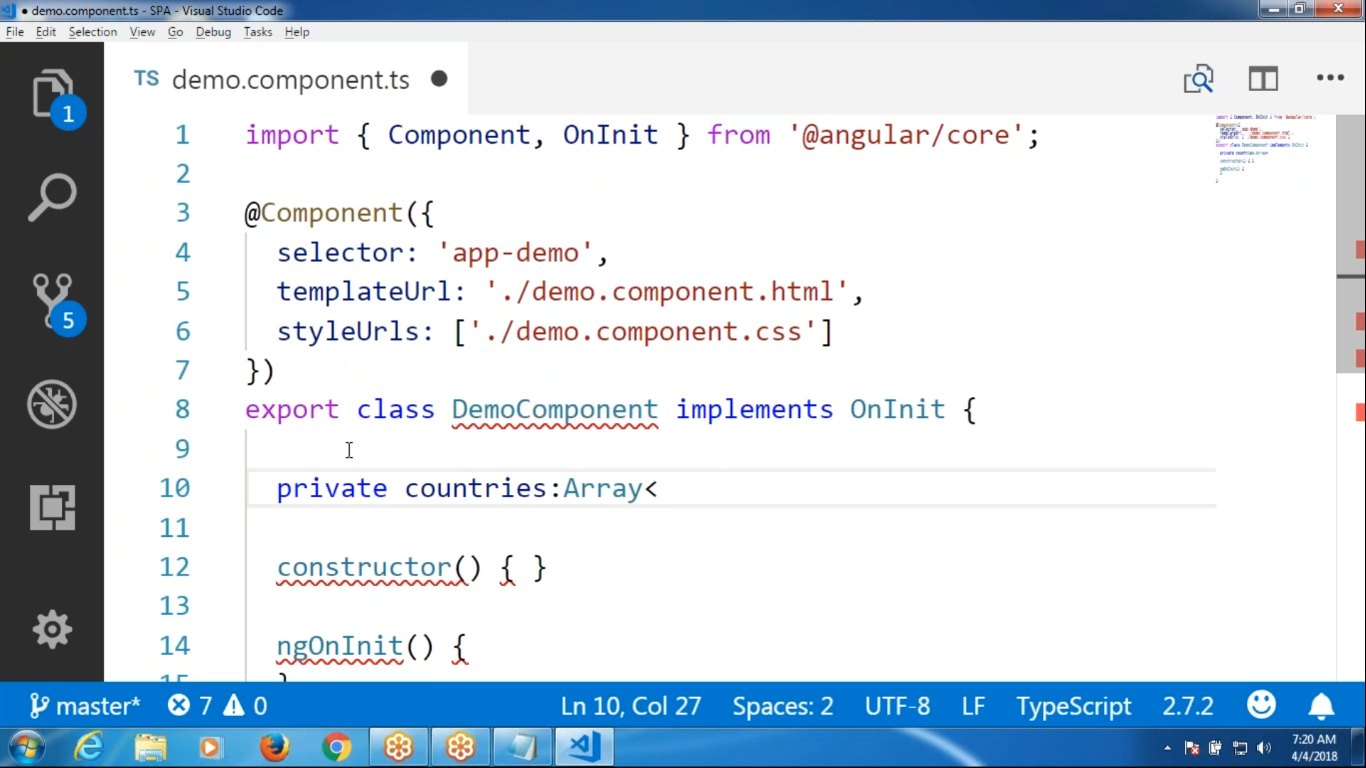 demo.component.ts - SPA - Visual Studio Code
File Edit Selection View Go Debug Tasks Help
TS demo.component.ts
1 import { Component, OnInit } from '@angular/core';
2
3 @Component({
4 selector: 'app-demo',
5 templateUrl: './demo.component.html',
6 styleUrls: ['./demo.component.css']
7 })
8 export class DemoComponent implements OnInit {
9
10 private countries:Array<
11
12 constructor() { }
13
14 ngOnInit() {
15 }
1
5
master* 7 0 Ln 10, Col 27 Spaces: 2 UTF-8 LF TypeScript 2.7.2
7:20 AM
4/4/2018